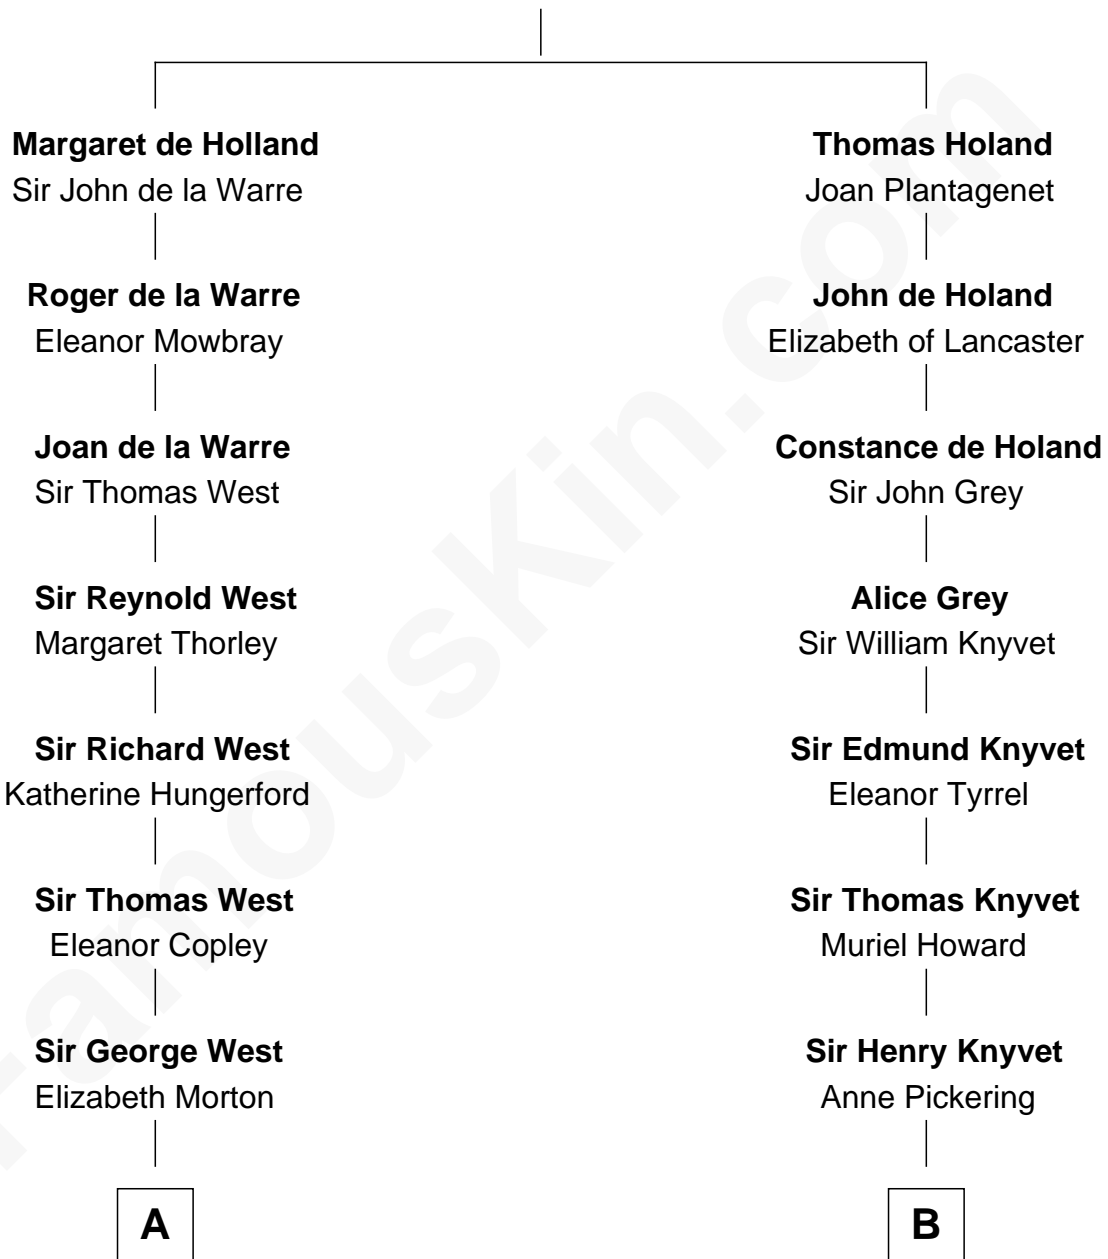 Margaret de Holland
Sir John de la Warre
Roger de la Warre
Eleanor Mowbray
Joan de la Warre
Sir Thomas West
Sir Reynold West
Margaret Thorley
Sir Richard West
Katherine Hungerford
Sir Thomas West
Eleanor Copley
Sir George West
Elizabeth Morton
A
Thomas Holand
Joan Plantagenet
John de Holand
Elizabeth of Lancaster
Constance de Holand
Sir John Grey
Alice Grey
Sir William Knyvet
Sir Edmund Knyvet
Eleanor Tyrrel
Sir Thomas Knyvet
Muriel Howard
Sir Henry Knyvet
Anne Pickering
B
FamousKin.com